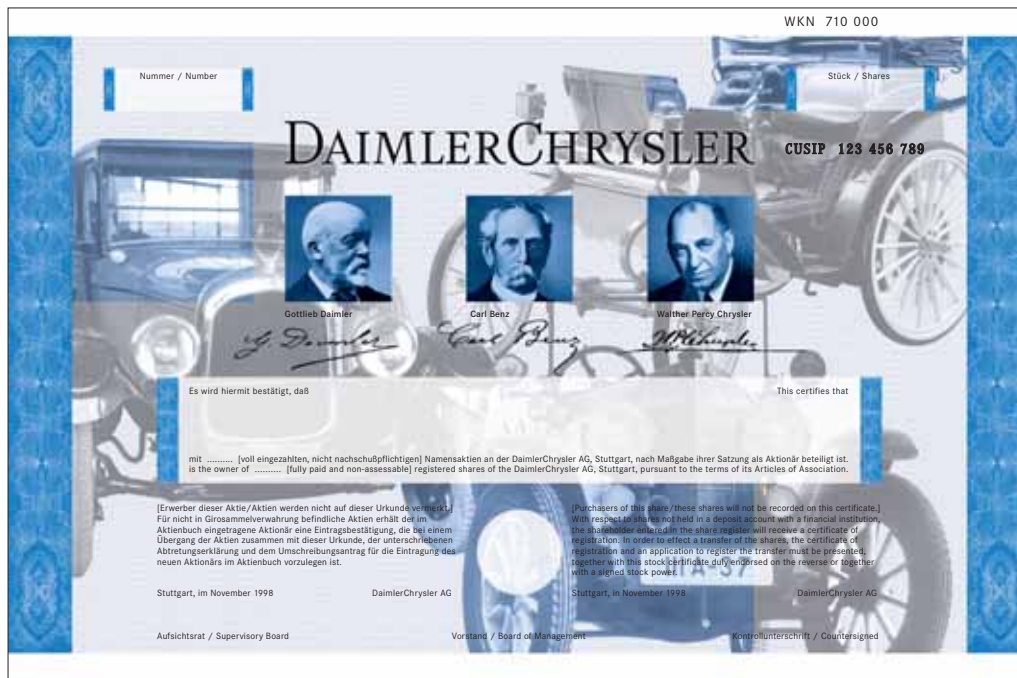 WKN 710 000
Nummer / Number
Stück / Shares
DAIMLERCHRYSLER
CUSIP 123 456 789
Gottlieb Daimler
Carl Benz
Walther Percy Chrysler
G Daimler
Carl Benz
WPChrysler
Es wird hiermit bestätigt, daß
This certifies that
mit .......... [voll eingezahlten, nicht nachschußpflichtigen] Namensaktien an der DaimlerChrysler AG, Stuttgart, nach Maßgabe ihrer Satzung als Aktionär beteiligt ist.
is the owner of .......... [fully paid and non-assessable] registered shares of the DaimlerChrysler AG, Stuttgart, pursuant to the terms of its Articles of Association.
[Erwerber dieser Aktie/Aktien werden nicht auf dieser Urkunde vermerkt.]
Für nicht in Girosammelverwahrung befindliche Aktien erhält der im
Aktienbuch eingetragene Aktionär eine Eintragsbestätigung, die bei einem
Übergang der Aktien zusammen mit dieser Urkunde, der unterschriebenen
Abtretungserklärung und dem Umschreibungsantrag für die Eintragung des
neuen Aktionärs im Aktienbuch vorzulegen ist.
[Purchasers of this share/these shares will not be recorded on this certificate.]
With respect to shares not held in a deposit account with a financial institution,
the shareholder entered in the share register will receive a certificate of
registration. In order to effect a transfer of the shares, the certificate of
registration and an application to register the transfer must be presented,
together with this stock certificate duly endorsed on the reverse or together
with a signed stock power.
Stuttgart, im November 1998
DaimlerChrysler AG
Stuttgart, in November 1998
DaimlerChrysler AG
Aufsichtsrat / Supervisory Board
Vorstand / Board of Management
Kontrollunterschrift / Countersigned